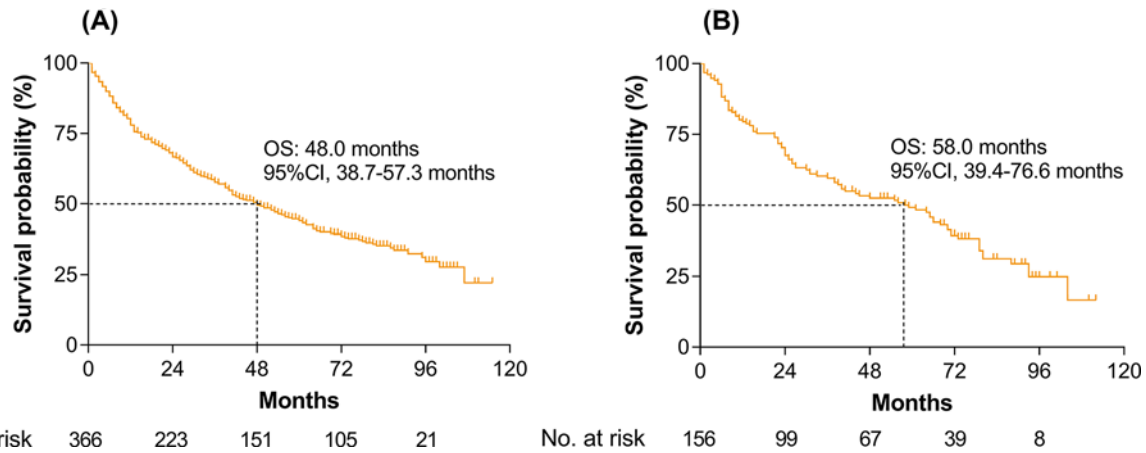 (A)
Survival probability (%)
100
75
50
25
0
OS: 48.0 months
95%CI, 38.7-57.3 months
0 24 48 72 96 120
Months
risk 366 223 151 105 21
(B)
Survival probability (%)
100
75
50
25
0
OS: 58.0 months
95%CI, 39.4-76.6 months
0 24 48 72 96 120
Months
No. at risk 156 99 67 39 8